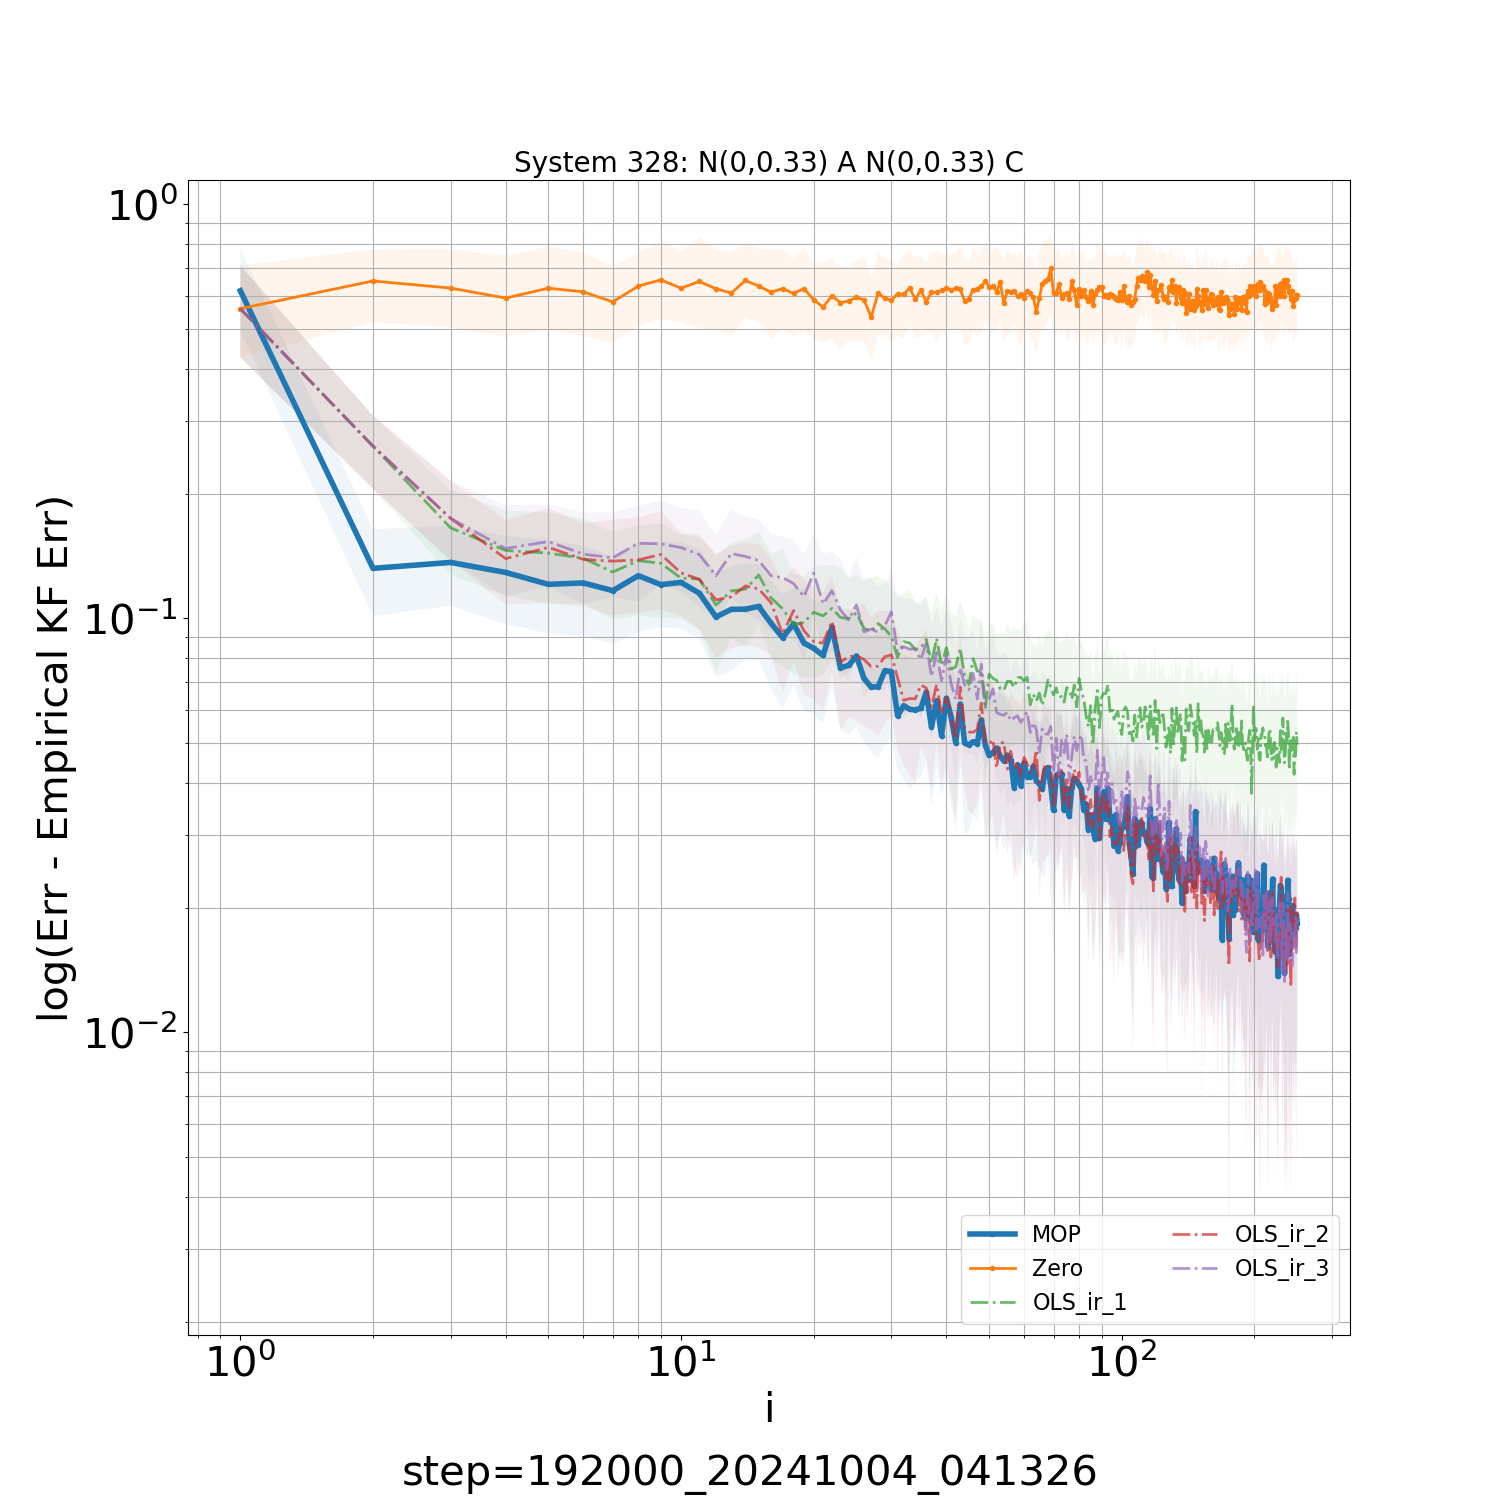 System 328: N(0,0.33) A N(0,0.33) C
log(Err - Empirical KF Err)
10⁰
10⁻¹
10⁻²
MOP
Zero
OLS_ir_1
OLS_ir_2
OLS_ir_3
10⁰ 10¹ 10²
i
step=192000_20241004_041326